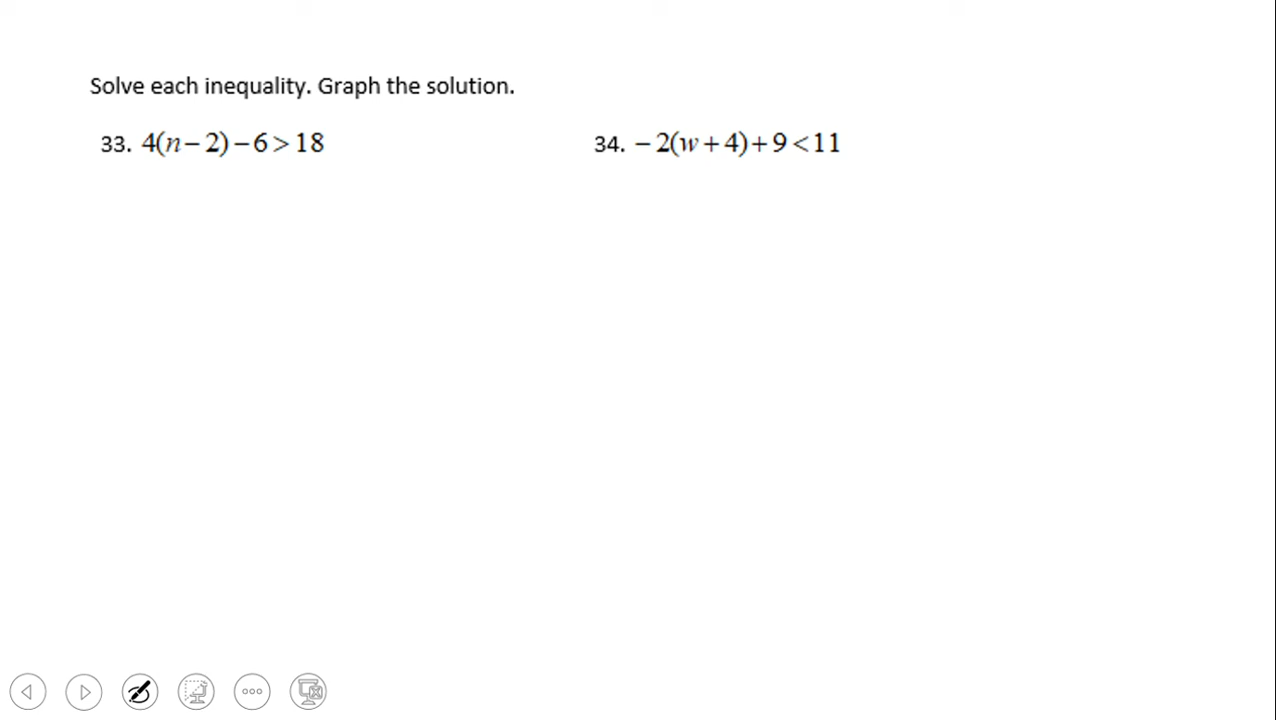 Solve each inequality. Graph the solution.
33. 4(n − 2) − 6 > 18
34. − 2(w + 4) + 9 < 11